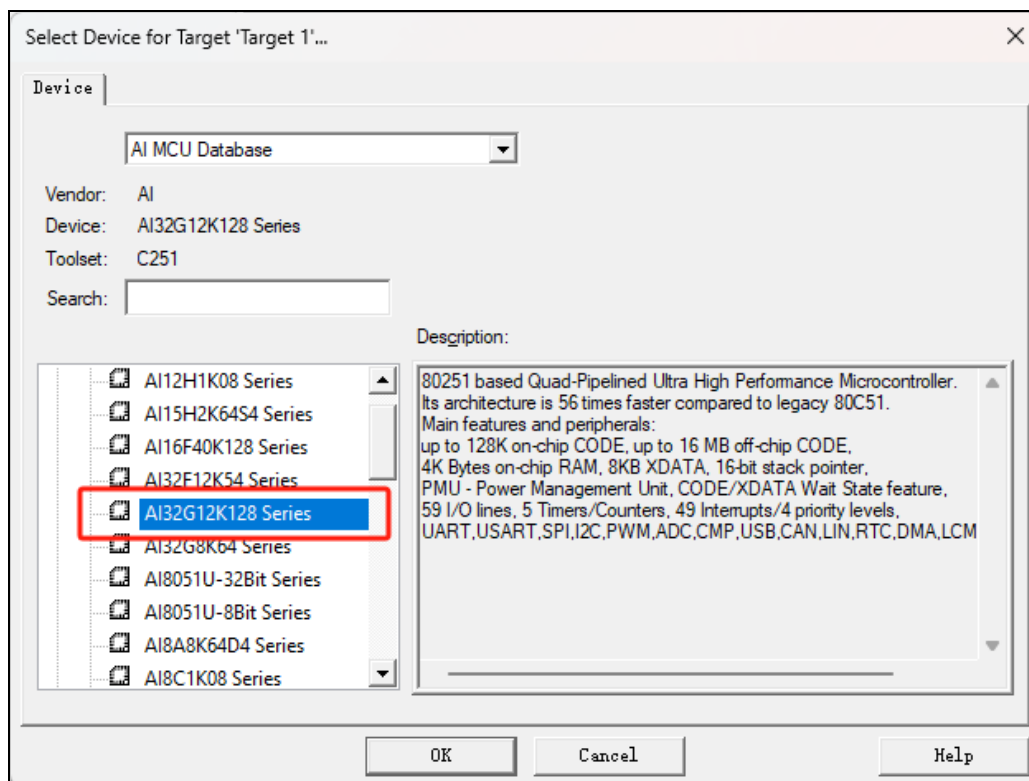 Select Device for Target 'Target 1'...
Device
AI MCU Database
Vendor: AI
Device: AI32G12K128 Series
Toolset: C251
Search:
Description:
AI12H1K08 Series
AI15H2K64S4 Series
AI16F40K128 Series
AI32F12K54 Series
AI32G12K128 Series
AI32G8K64 Series
AI8051U-32Bit Series
AI8051U-8Bit Series
AI8A8K64D4 Series
AI8C1K08 Series
80251 based Quad-Pipelined Ultra High Performance Microcontroller.
Its architecture is 56 times faster compared to legacy 80C51.
Main features and peripherals:
up to 128K on-chip CODE, up to 16 MB off-chip CODE,
4K Bytes on-chip RAM, 8KB XDATA, 16-bit stack pointer,
PMU - Power Management Unit, CODE/XDATA Wait State feature,
59 I/O lines, 5 Timers/Counters, 49 Interrupts/4 priority levels,
UART,USART,SPI,I2C,PWM,ADC,CMP,USB,CAN,LIN,RTC,DMA,LCM
OK
Cancel
Help